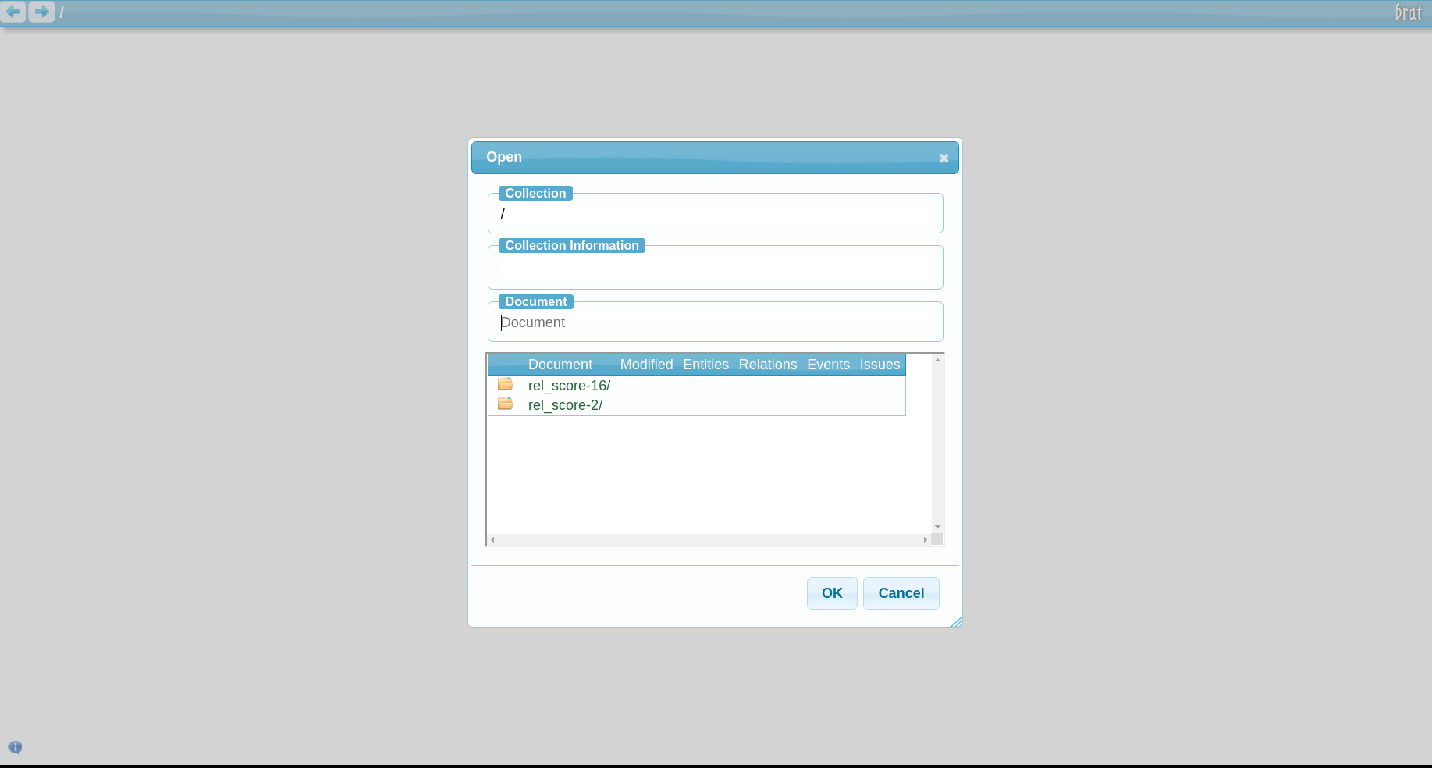 /
brat
Open
Collection
/
Collection Information
Document
Document
Document Modified Entities Relations Events Issues
rel_score-16/
rel_score-2/
OK Cancel